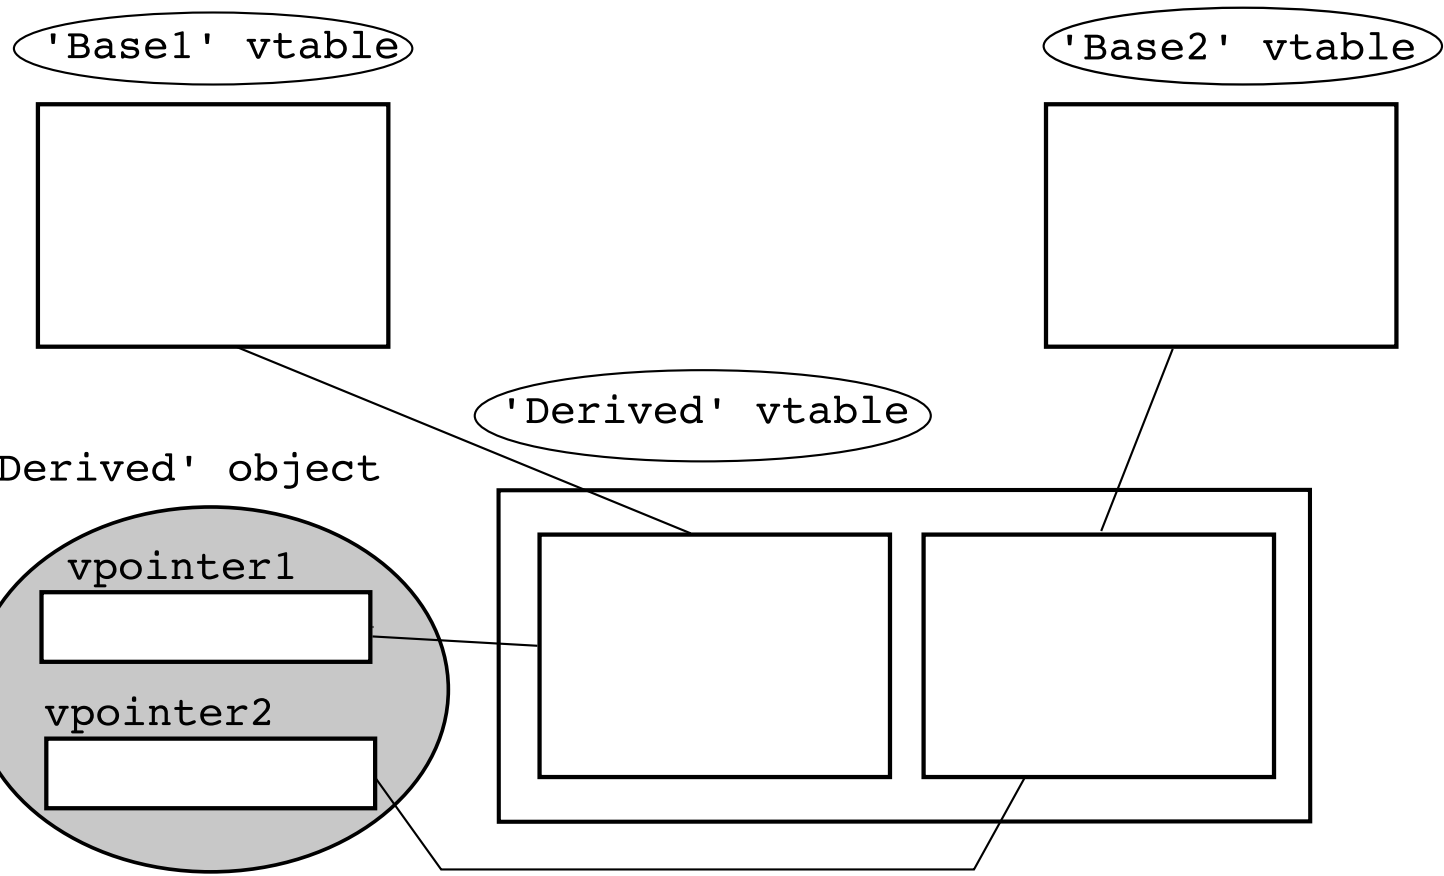 'Base1' vtable
'Base2' vtable
'Derived' vtable
Derived' object
vpointer1
vpointer2